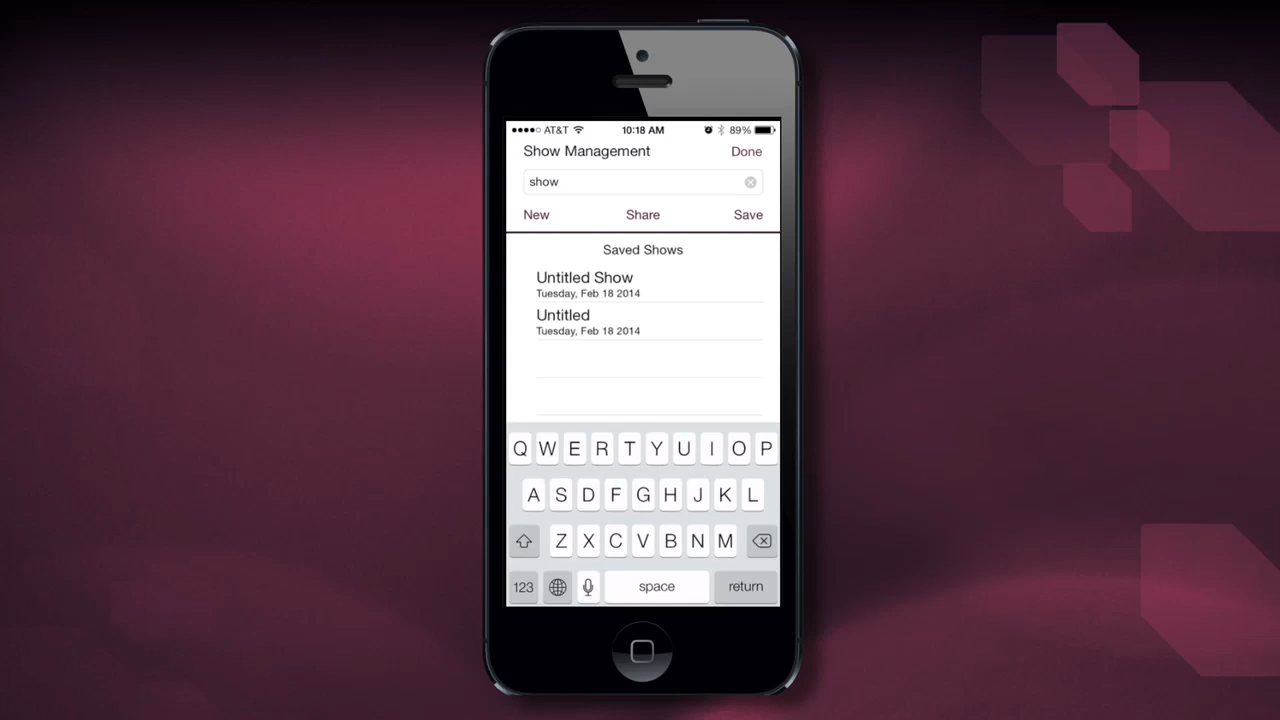 AT&T 10:18 AM 89%
Show Management Done
show
New Share Save
Saved Shows
Untitled Show
Tuesday, Feb 18 2014
Untitled
Tuesday, Feb 18 2014
Q W E R T Y U I O P
A S D F G H J K L
Z X C V B N M
123 space return